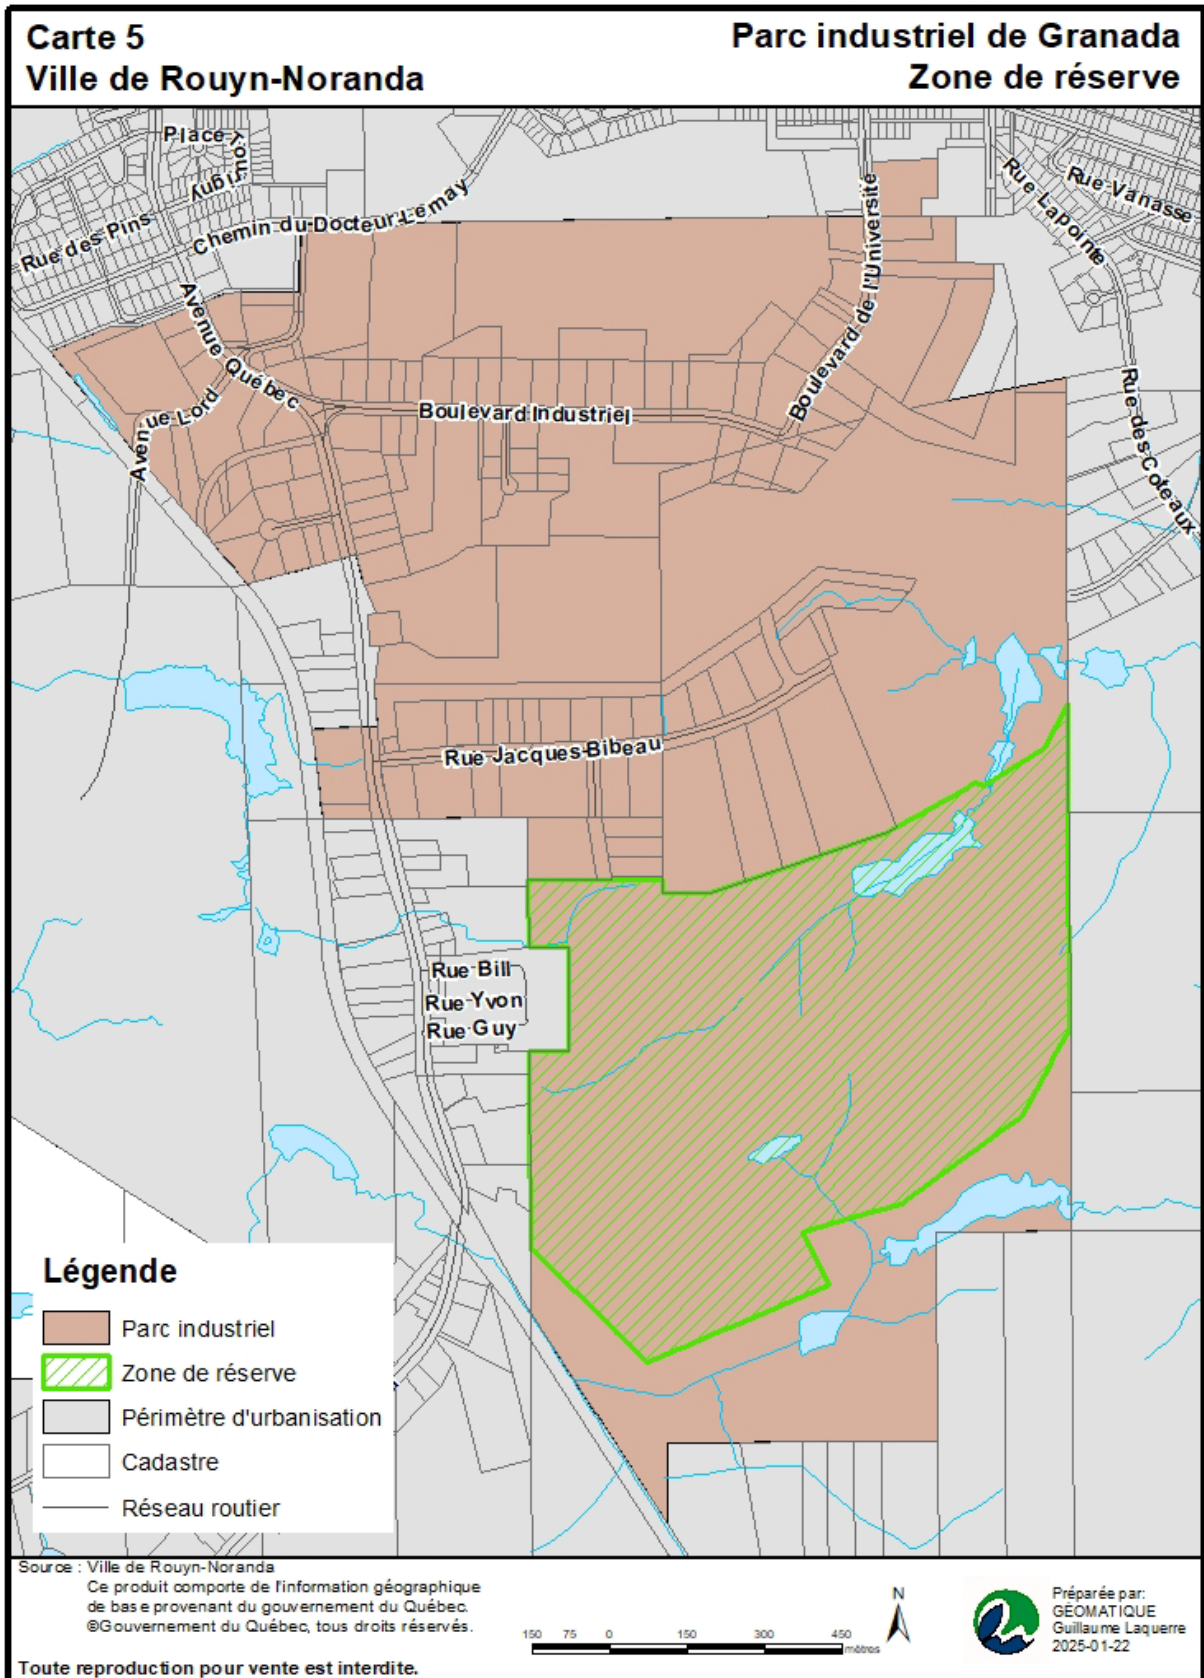 Carte 5
Ville de Rouyn-Noranda
Parc industriel de Granada
Zone de réserve
Place
Tourigny
Rue des Pins
Chemin du Docteur-Lemay
Boulevard de l'Université
Rue Lapointe
Rue Vanasse
Avenue Québec
Avenue Lord
Boulevard Industriel
Rue des Coteaux
Rue Jacques-Bibeau
Rue Bill
Rue Yvon
Rue Guy
Légende
Parc industriel
Zone de réserve
Périmètre d'urbanisation
Cadastre
Réseau routier
Source : Ville de Rouyn-Noranda
Ce produit comporte de l'information géographique
de base provenant du gouvernement du Québec.
©Gouvernement du Québec, tous droits réservés.
Toute reproduction pour vente est interdite.
150 75 0 150 300 450
mètres
N
Préparée par:
GÉOMATIQUE
Guillaume Laquerre
2025-01-22